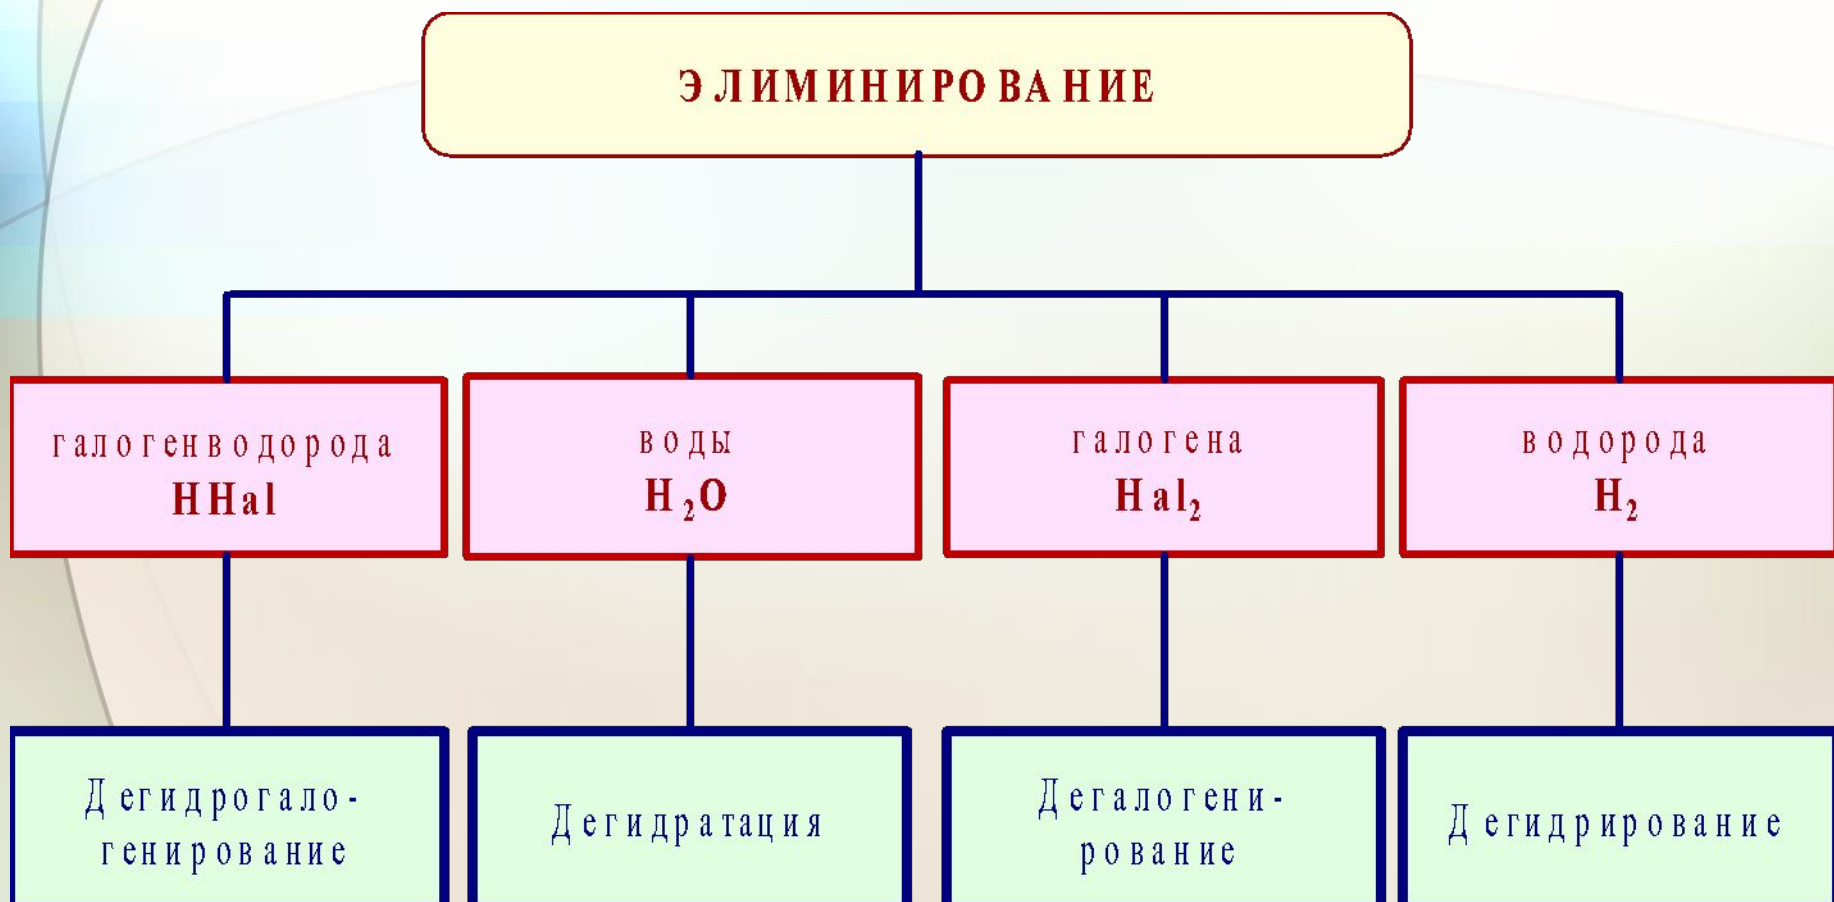 ЭЛИМИНИРОВАНИЕ
галогенводорода
HHal
воды
H₂O
галогена
Hal₂
водорода
H₂
Дегидрогало-
генирование
Дегидратация
Дегалогени-
рование
Дегидрирование